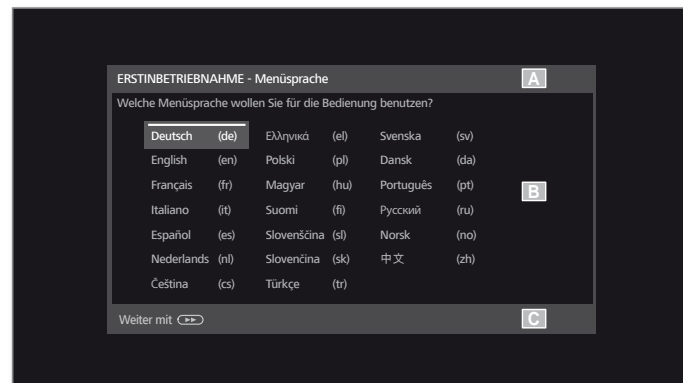 ERSTINBETRIEBNAHME - Menüsprache A
Welche Menüsprache wollen Sie für die Bedienung benutzen?
Deutsch (de) Ελληνικά (el) Svenska (sv)
English (en) Polski (pl) Dansk (da)
Français (fr) Magyar (hu) Português (pt) B
Italiano (it) Suomi (fi) Русский (ru)
Español (es) Slovenščina (sl) Norsk (no)
Nederlands (nl) Slovenčina (sk) 中文 (zh)
Čeština (cs) Türkçe (tr)
Weiter mit C